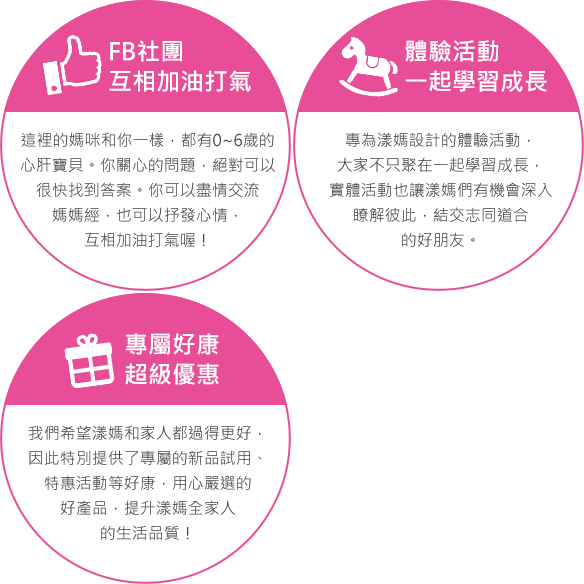 FB社團
互相加油打氣
這裡的媽咪和你一樣，都有0~6歲的
心肝寶貝。你關心的問題，絕對可以
很快找到答案。你可以盡情交流
媽媽經，也可以抒發心情，
互相加油打氣喔！
體驗活動
一起學習成長
專為漾媽設計的體驗活動，
大家不只聚在一起學習成長，
實體活動也讓漾媽們有機會深入
瞭解彼此，結交志同道合
的好朋友。
專屬好康
超級優惠
我們希望漾媽和家人都過得更好，
因此特別提供了專屬的新品試用、
特惠活動等好康，用心嚴選的
好產品，提升漾媽全家人
的生活品質！